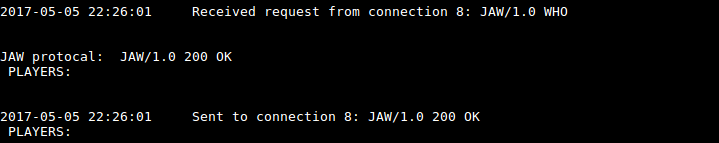 2017-05-05 22:26:01     Received request from connection 8: JAW/1.0 WHO
JAW protocal:  JAW/1.0 200 OK
 PLAYERS:
2017-05-05 22:26:01     Sent to connection 8: JAW/1.0 200 OK
 PLAYERS: